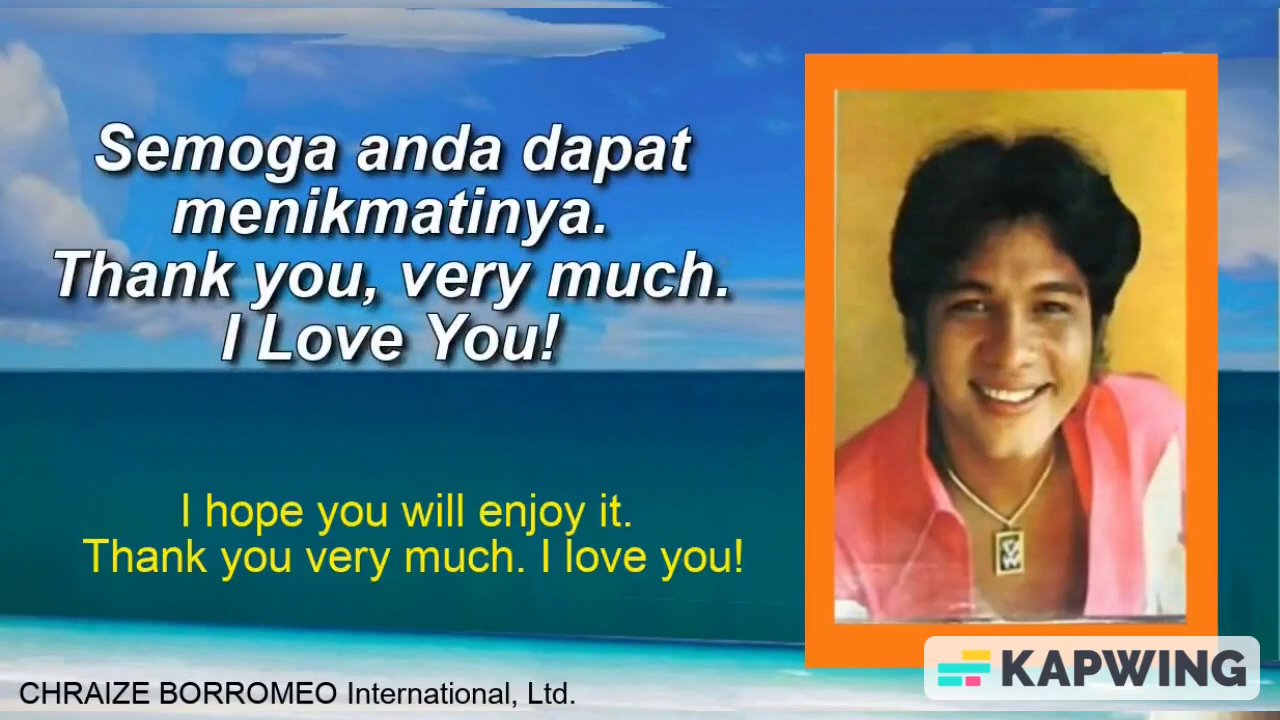 Semoga anda dapat
menikmatinya.
Thank you, very much.
I Love You!
I hope you will enjoy it.
Thank you very much. I love you!
CHRAIZE BORROMEO International, Ltd.
KAPWING